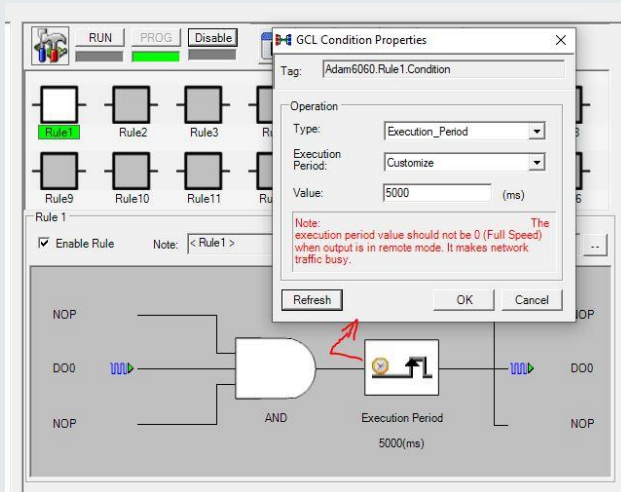 RUN PROG Disable
GCL Condition Properties
Tag: Adam6060.Rule1.Condition
Operation
Type: Execution_Period
Execution
Period: Customize
Value: 5000 (ms)
Note: The
execution period value should not be 0 (Full Speed)
when output is in remote mode. It makes network
traffic busy.
Refresh OK Cancel
Rule1 Rule2 Rule3
Rule9 Rule10 Rule11
Rule 1
Enable Rule Note: < Rule1 > ..
NOP
DO0
NOP
AND
Execution Period
5000(ms)
DO0
NOP